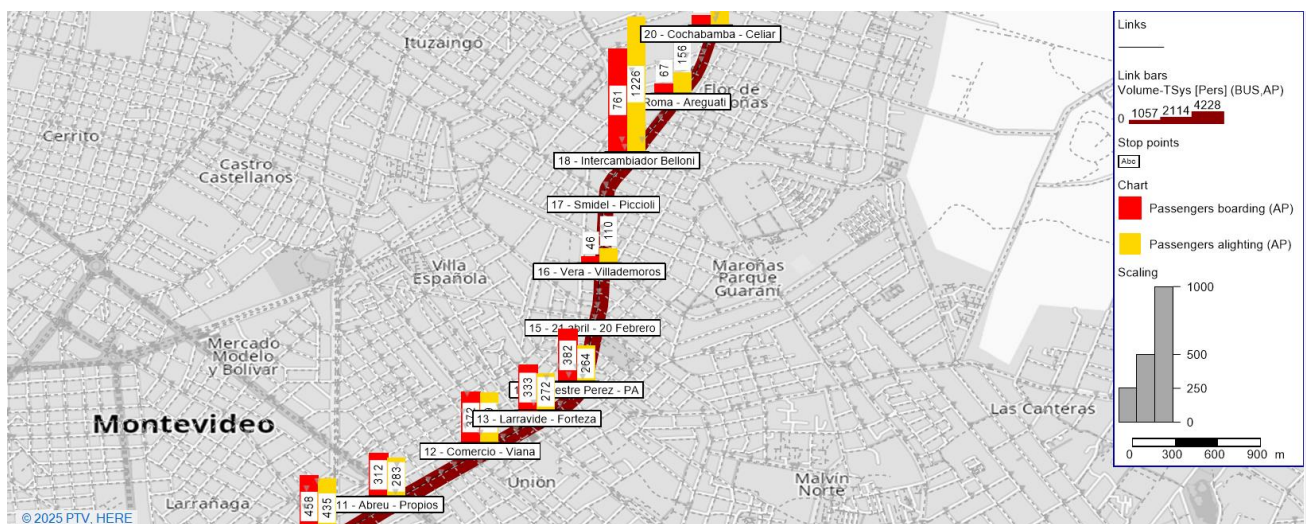 20 - Cochabamba - Celiar
Ituzaingo
156
67
1226
761
Flor de
Roma - Areguati
Cerrito
18 - Intercambiador Belloni
Castro
Castellanos
17 - Smidel - Piccioli
110
46
Villa
Española
16 - Vera - Villademoros
Maroñas
Parque
Guaraní
15 - 21 abril - 20 Febrero
Mercado
Modelo
y Bolívar
382
264
333
272
estre Perez - PA
13 - Larravide - Forteza
Montevideo
12 - Comercio - Viana
Las Canteras
312
283
Unión
Malvín
Norte
458
435
Larrañaga
11 - Abreu - Propios
© 2025 PTV, HERE
Links
Link bars
Volume-TSys [Pers] (BUS,AP)
0 1057 2114 4228
Stop points
Abc
Chart
Passengers boarding (AP)
Passengers alighting (AP)
Scaling
1000
500
250
0
0 300 600 900 m